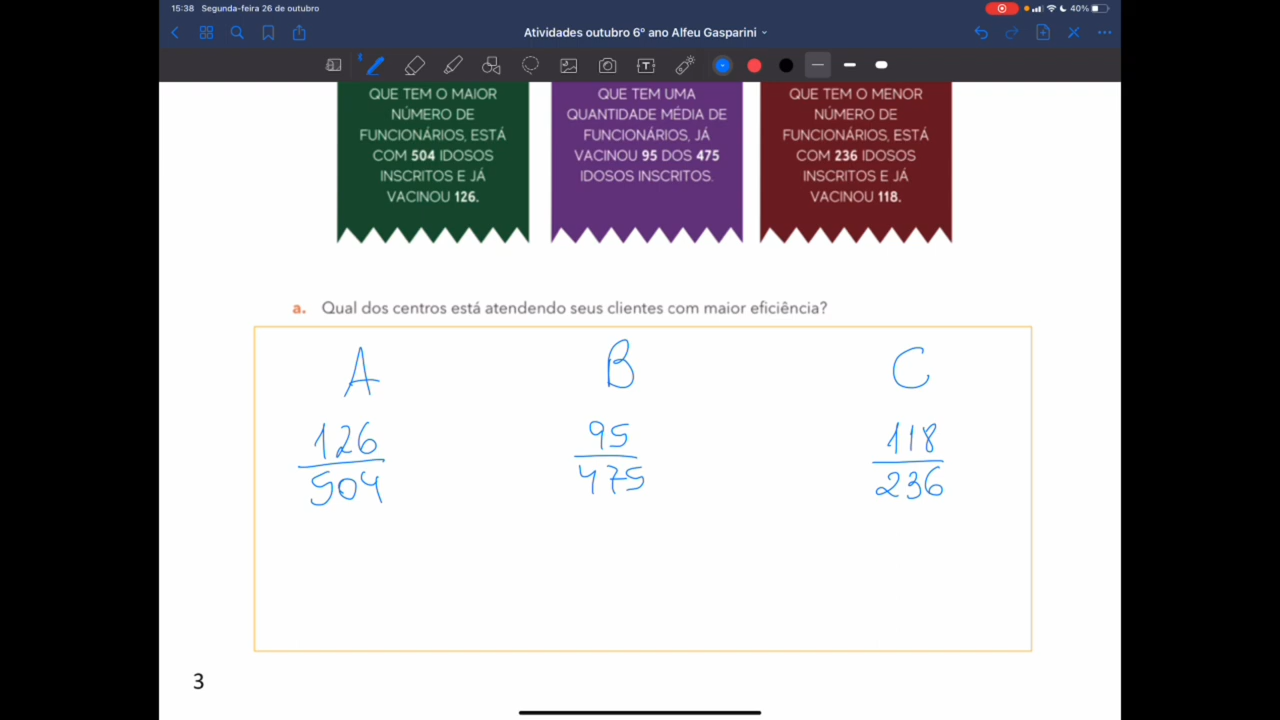 15:38 Segunda-feira 26 de outubro
40%
Atividades outubro 6º ano Alfeu Gasparini
QUE TEM O MAIOR
NÚMERO DE
FUNCIONÁRIOS, ESTÁ
COM 504 IDOSOS
INSCRITOS E JÁ
VACINOU 126.
QUE TEM UMA
QUANTIDADE MÉDIA DE
FUNCIONÁRIOS, JÁ
VACINOU 95 DOS 475
IDOSOS INSCRITOS.
QUE TEM O MENOR
NÚMERO DE
FUNCIONÁRIOS, ESTÁ
COM 236 IDOSOS
INSCRITOS E JÁ
VACINOU 118.
a. Qual dos centros está atendendo seus clientes com maior eficiência?
A B C
126 95 118
504 475 236
3